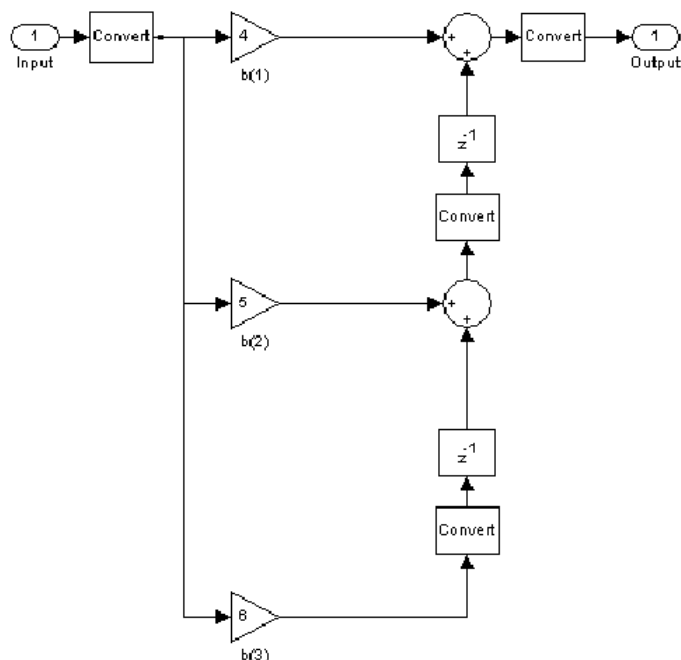 1
Input
Convert
4
b(1)
+
+
Convert
1
Output
z-1
Convert
5
b(2)
+
+
z-1
Convert
6
b(3)